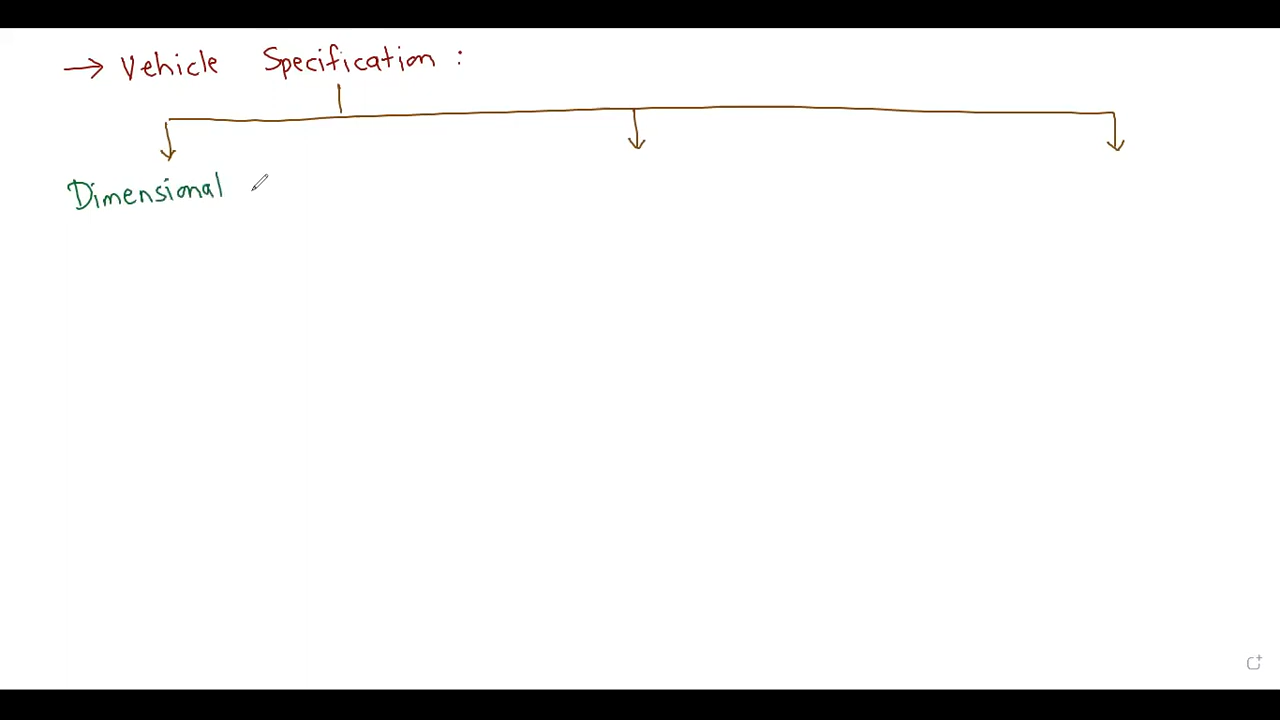 → Vehicle Specification :
Dimensional